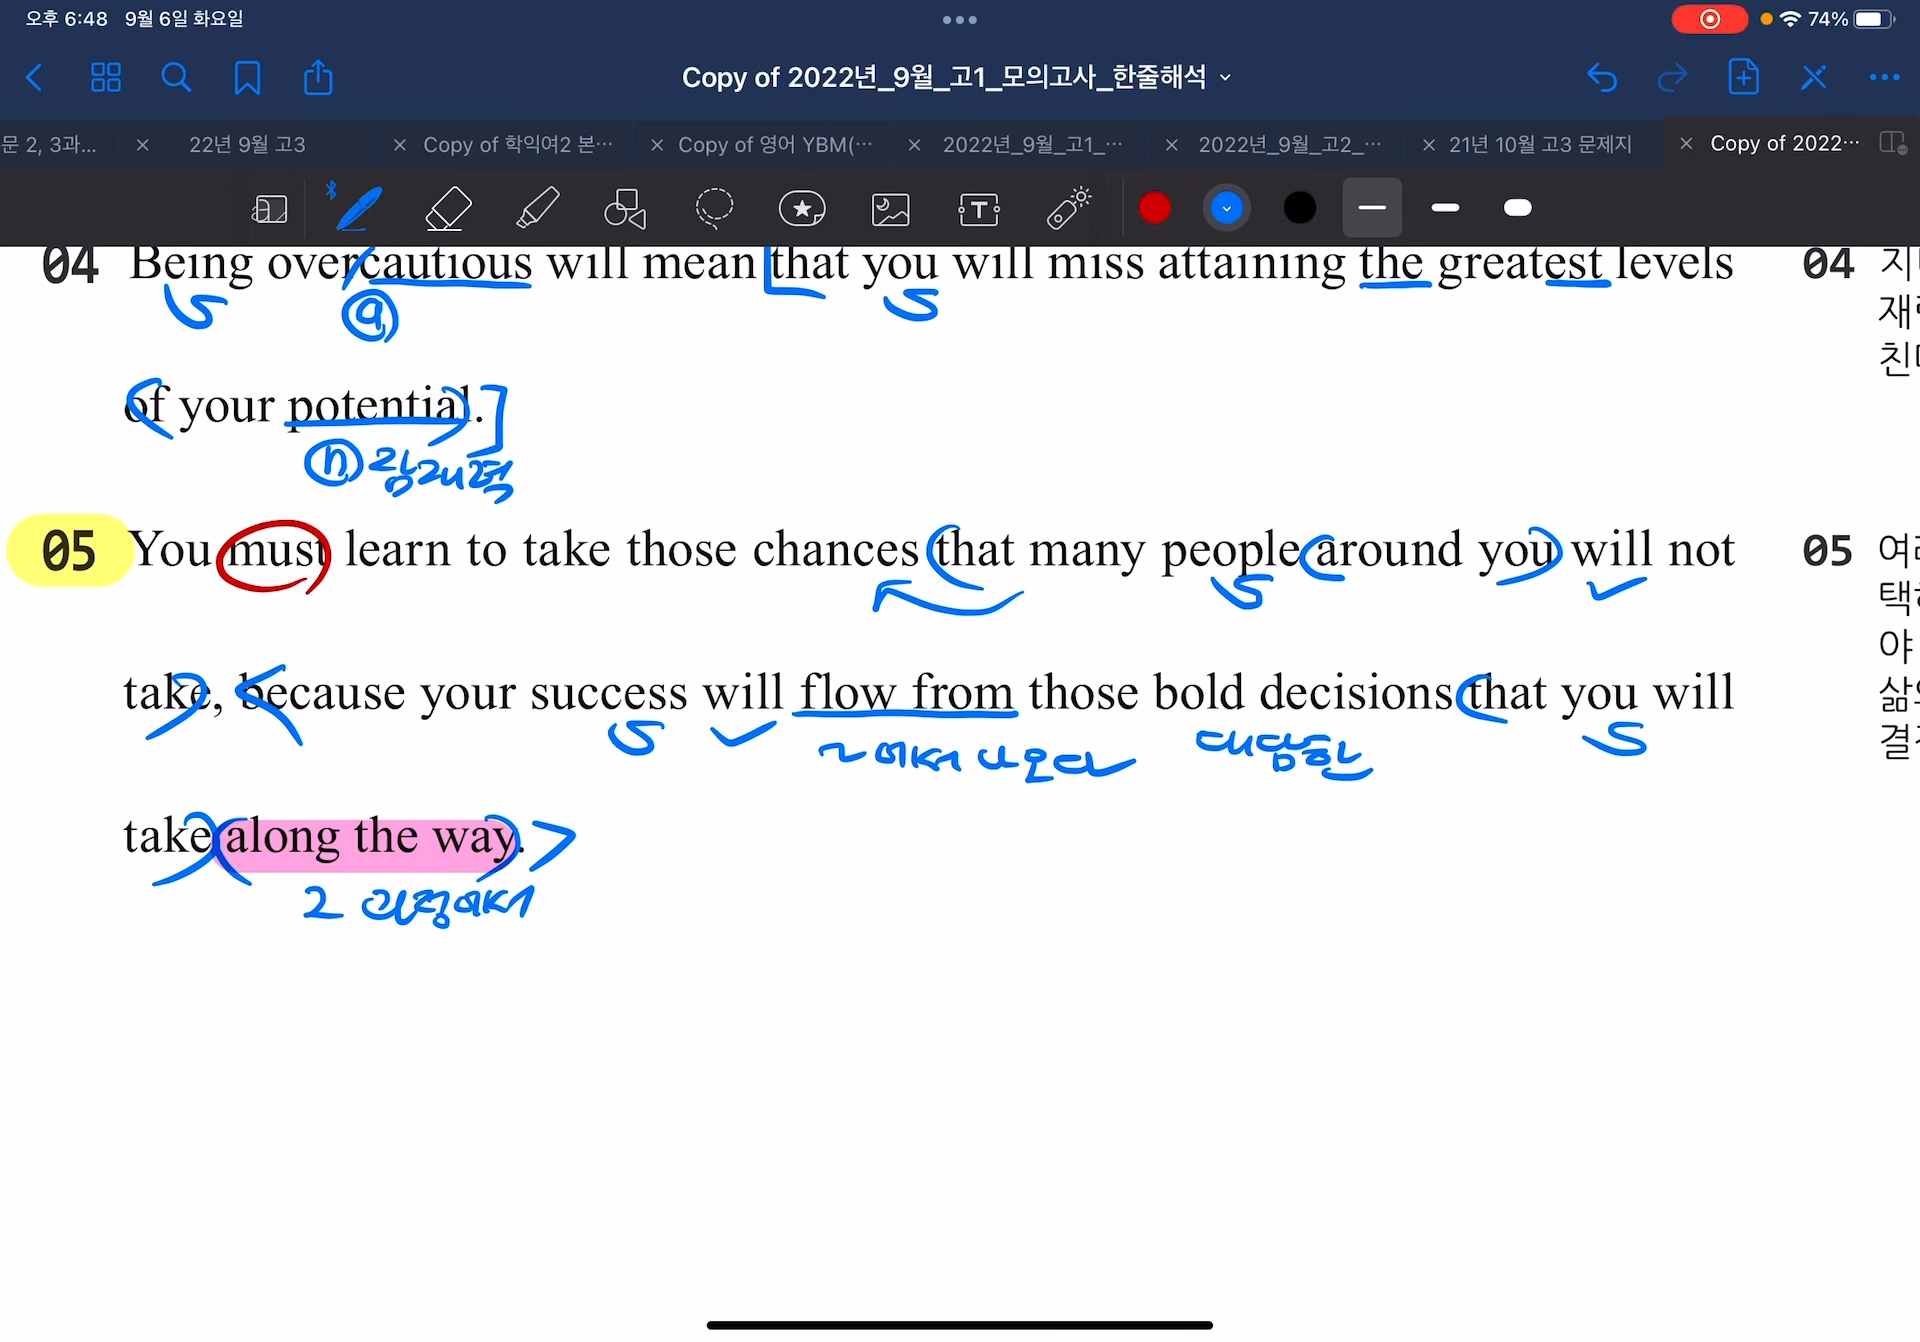 오후 6:48 9월 6일 화요일
74%
Copy of 2022년_9월_고1_모의고사_한줄해석
문 2, 3과... × 22년 9월 고3 × Copy of 학익여2 본... × Copy of 영어 YBM(... × 2022년_9월_고1_... × 2022년_9월_고2_... × 21년 10월 고3 문제지 × Copy of 2022...
T
04 Being overcautious will mean that you will miss attaining the greatest levels
S ⓐ S
of your potential.
ⓝ 잠재력
05 You must learn to take those chances that many people around you will not
S
take, because your success will flow from those bold decisions that you will
S ~에서 나오다 대담한 S
take along the way.
그 과정에서
04
재
친
05 여
택
야
삶
결